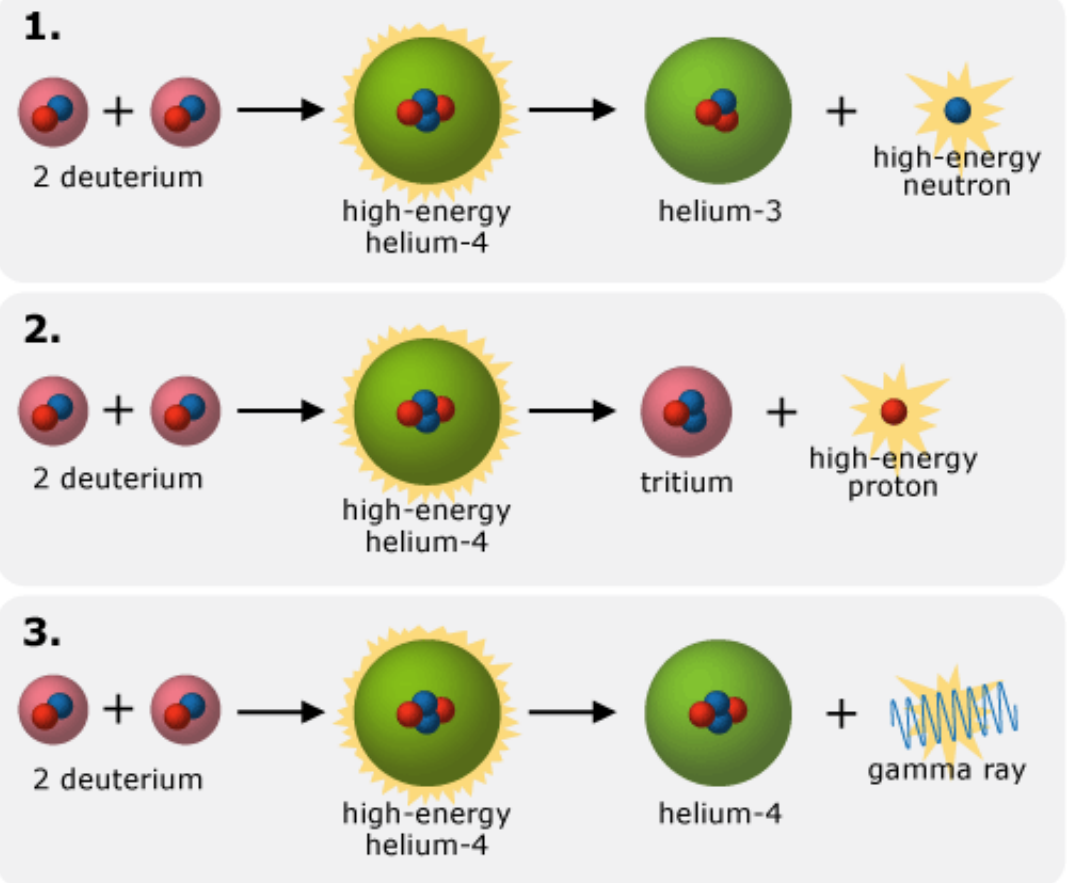 1.
+
+
2 deuterium
high-energy
helium-4
helium-3
high-energy
neutron
2.
+
+
2 deuterium
high-energy
helium-4
tritium
high-energy
proton
3.
+
+
2 deuterium
high-energy
helium-4
helium-4
gamma ray